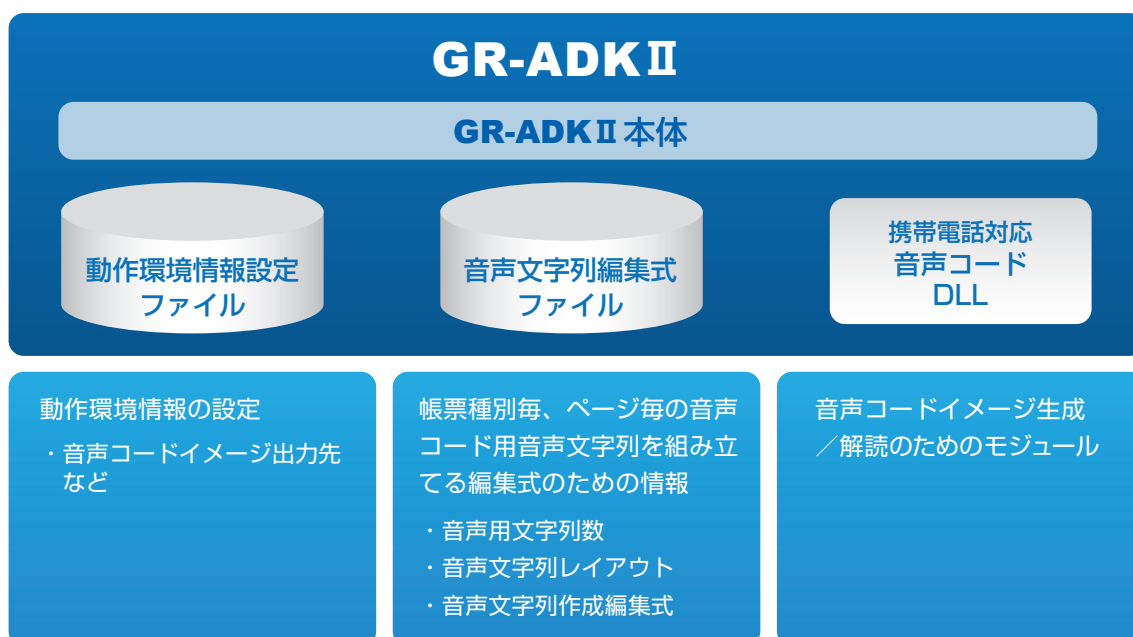 GR-ADKⅡ
GR-ADKⅡ 本体
動作環境情報設定
ファイル
音声文字列編集式
ファイル
携帯電話対応
音声コード
DLL
動作環境情報の設定
・音声コードイメージ出力先
など
帳票種別毎、ページ毎の音声
コード用音声文字列を組み立
てる編集式のための情報
・音声用文字列数
・音声文字列レイアウト
・音声文字列作成編集式
音声コードイメージ生成
／解読のためのモジュール